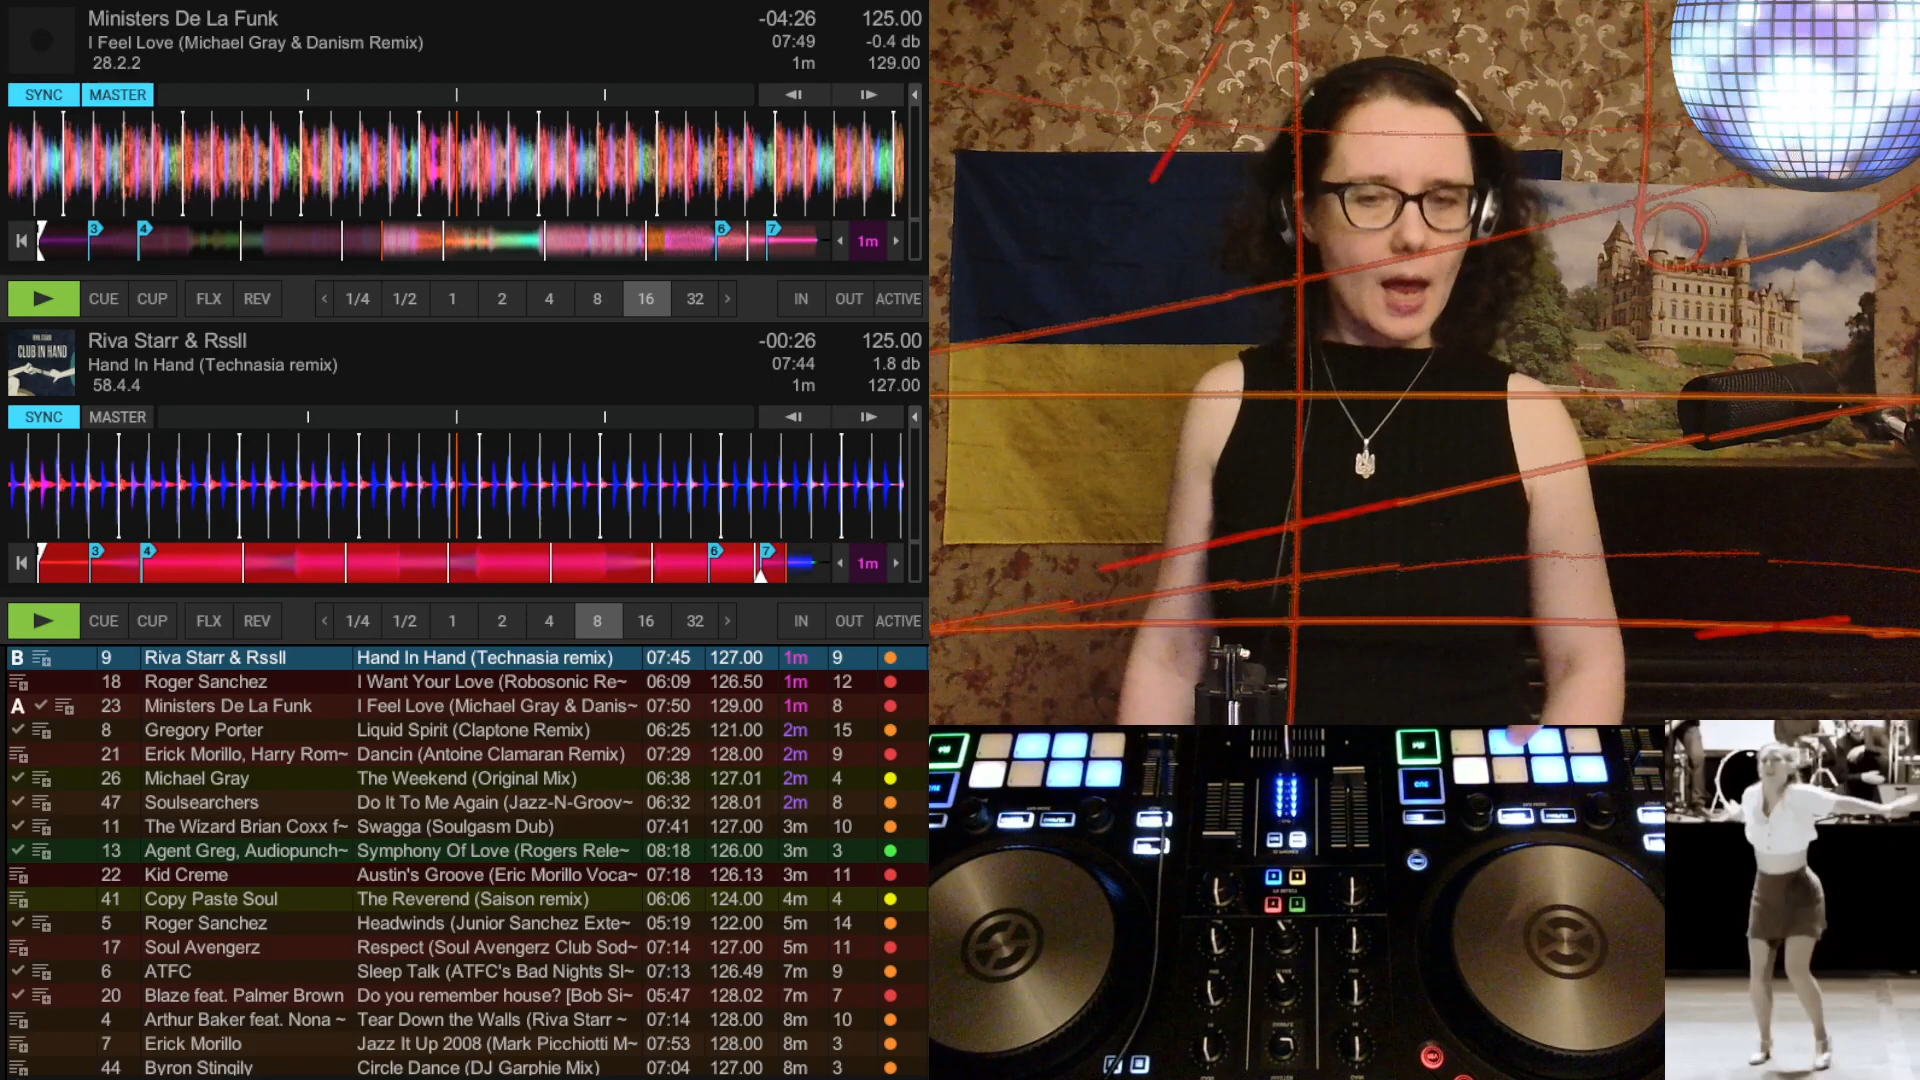 Ministers De La Funk -04:26 125.00
I Feel Love (Michael Gray & Danism Remix) 07:49 -0.4 db
28.2.2 1m 129.00
SYNC MASTER
3 4 6 7 1m
CUE CUP FLX REV 1/4 1/2 1 2 4 8 16 32 IN OUT ACTIVE
CLUB IN HAND
Riva Starr & Rssll -00:26 125.00
Hand In Hand (Technasia remix) 07:44 1.8 db
58.4.4 1m 127.00
SYNC MASTER
3 4 6 7 1m
CUE CUP FLX REV 1/4 1/2 1 2 4 8 16 32 IN OUT ACTIVE
B 9 Riva Starr & Rssll Hand In Hand (Technasia remix) 07:45 127.00 1m 9
18 Roger Sanchez I Want Your Love (Robosonic Re~ 06:09 126.50 1m 12
A 23 Ministers De La Funk I Feel Love (Michael Gray & Danis~ 07:50 129.00 1m 8
8 Gregory Porter Liquid Spirit (Claptone Remix) 06:25 121.00 2m 15
21 Erick Morillo, Harry Rom~ Dancin (Antoine Clamaran Remix) 07:29 128.00 2m 9
26 Michael Gray The Weekend (Original Mix) 06:38 127.01 2m 4
47 Soulsearchers Do It To Me Again (Jazz-N-Groov~ 06:32 128.01 2m 8
11 The Wizard Brian Coxx f~ Swagga (Soulgasm Dub) 07:41 127.00 3m 10
13 Agent Greg, Audiopunch~ Symphony Of Love (Rogers Rele~ 08:18 126.00 3m 3
22 Kid Creme Austin's Groove (Eric Morillo Voca~ 07:18 126.13 3m 11
41 Copy Paste Soul The Reverend (Saison remix) 06:06 124.00 4m 4
5 Roger Sanchez Headwinds (Junior Sanchez Exte~ 05:19 122.00 5m 14
17 Soul Avengerz Respect (Soul Avengerz Club Sod~ 07:14 127.00 5m 11
6 ATFC Sleep Talk (ATFC's Bad Nights Sl~ 07:13 126.49 7m 9
20 Blaze feat. Palmer Brown Do you remember house? [Bob Si~ 05:47 128.02 7m 7
4 Arthur Baker feat. Nona ~ Tear Down the Walls (Riva Starr ~ 07:14 128.00 8m 10
7 Erick Morillo Jazz It Up 2008 (Mark Picchiotti M~ 07:53 128.00 8m 3
44 Byron Stingily Circle Dance (DJ Garphie Mix) 07:04 127.00 8m 3